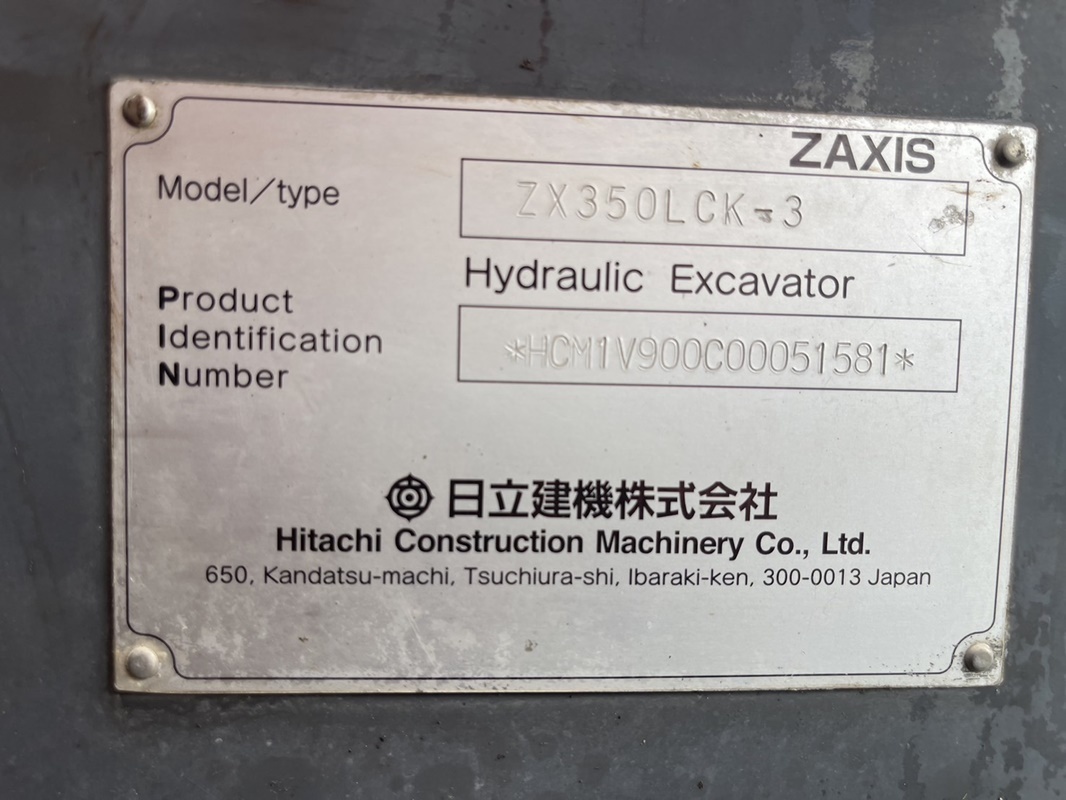 ZAXIS
Model/type
ZX350LCK-3
Hydraulic Excavator
Product
Identification
Number
*HCM1V900C00051581*
日立建機株式会社
Hitachi Construction Machinery Co., Ltd.
650, Kandatsu-machi, Tsuchiura-shi, Ibaraki-ken, 300-0013 Japan